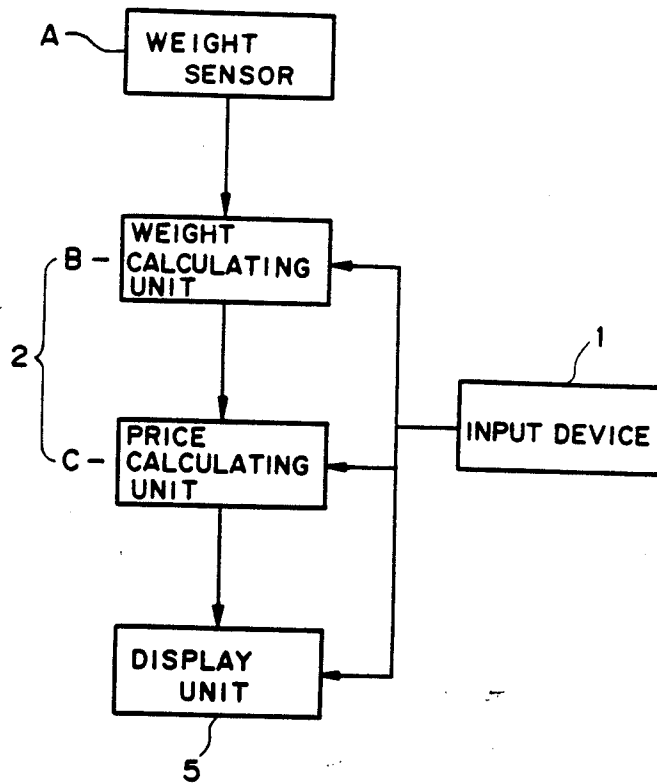 A
WEIGHT
SENSOR
B
WEIGHT
CALCULATING
UNIT
2
1
INPUT DEVICE
C
PRICE
CALCULATING
UNIT
DISPLAY
UNIT
5